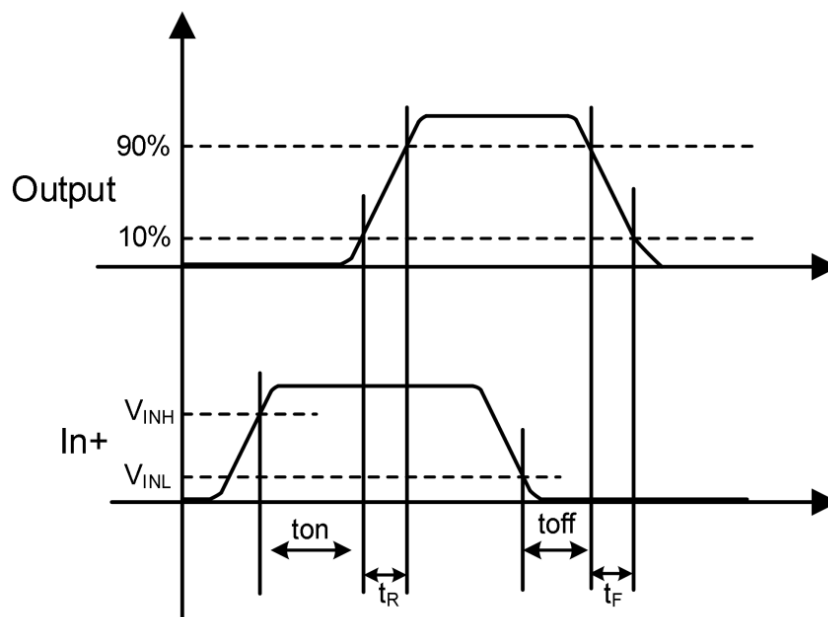 90%
Output
10%
V_INH
In+
V_INL
ton
toff
t_R
t_F